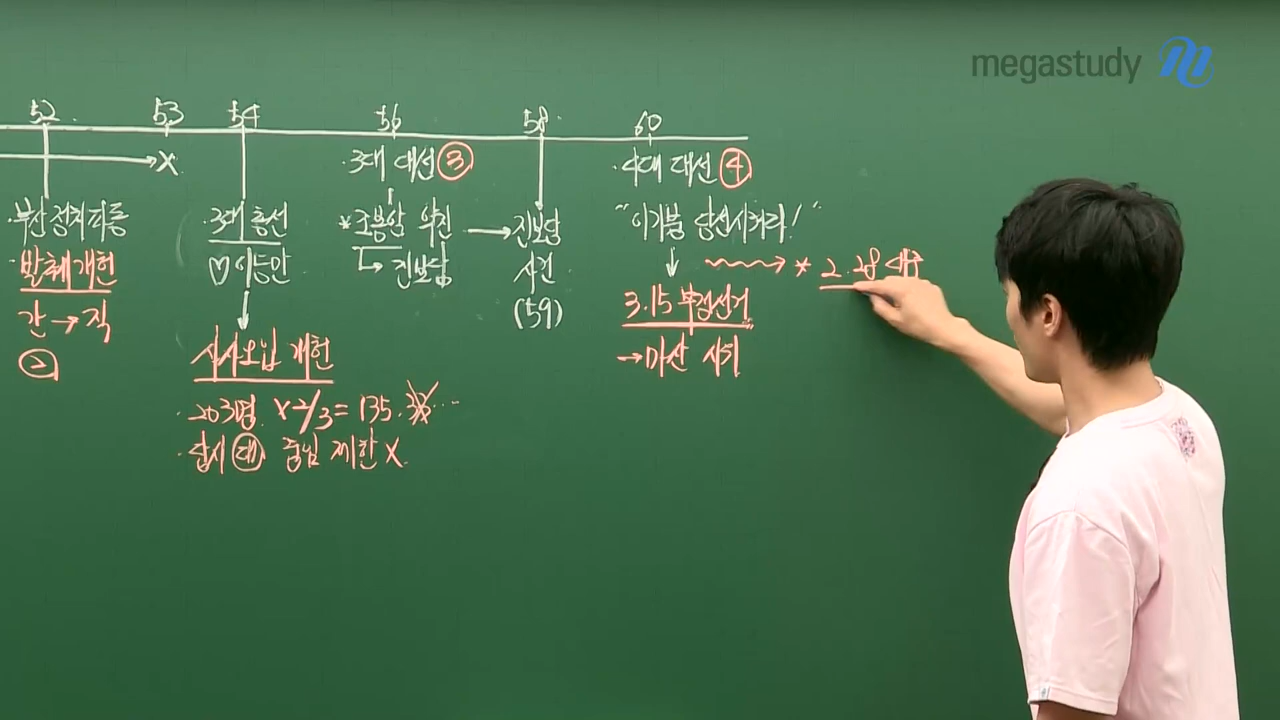 megastudy
52 53 54 56 58 60
X
·3대 대선 ③
·4대 대선 ④
·부산정치파동
·발췌개헌
간→직
②
·3대 총선
♡이승만
↓
사사오입 개헌
·203명 ×2/3=135.33···
·답시 대 중임 제한 X
*조봉암 약진 → 진보당
↳ 진보당
사건
(59)
"이기붕 당선시켜라!"
↓ → * 2.28 대구
3.15 부정선거
→마산 시위